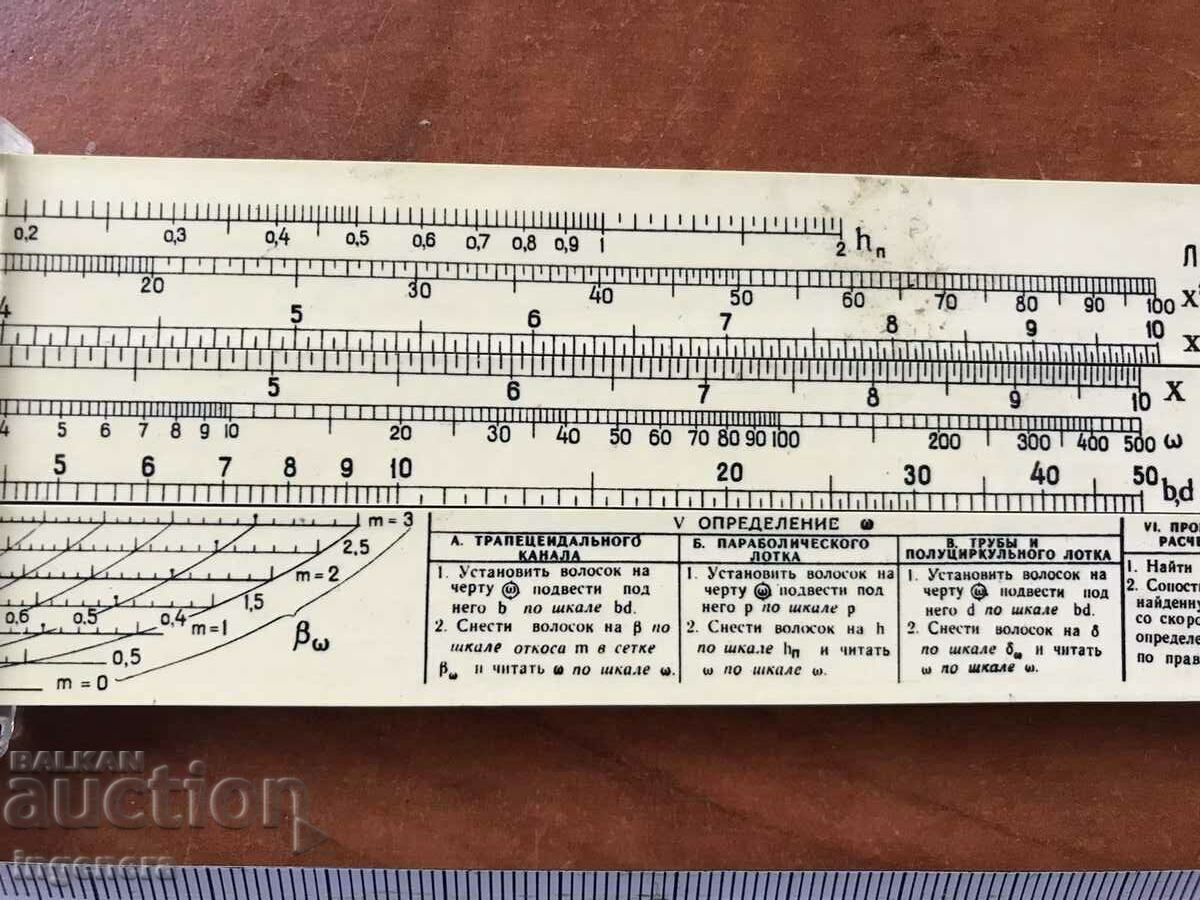 0,2 0,3 0,4 0,5 0,6 0,7 0,8 0,9 1 2 hп
Л
20 30 40 50 60 70 80 90 100 x²
4 5 6 7 8 9 10 x
5 6 7 8 9 10 X
4 5 6 7 8 9 10 20 30 40 50 60 70 80 90 100 200 300 400 500 ω
5 6 7 8 9 10 20 30 40 50 b,d
m = 3
2,5
m = 2
1,5
0,6 0,5 0,4 m = 1
0,5
m = 0
βω
V ОПРЕДЕЛЕНИЕ ω
А. ТРАПЕЦЕИДАЛЬНОГО
КАНАЛА
1. Установить волосок на
черту ω подвести под
него b по шкале bd.
2. Снести волосок на β по
шкале откоса m в сетке
βω и читать ω по шкале ω.
Б. ПАРАБОЛИЧЕСКОГО
ЛОТКА
1. Установить волосок на
черту ω подвести под
него p по шкале p
2. Снести волосок на h
по шкале hп и читать
ω по шкале ω.
В. ТРУБЫ И
ПОЛУЦИРКУЛЬНОГО ЛОТКА
1. Установить волосок на
черту ω подвести под
него d по шкале bd.
2. Снести волосок на δ
по шкале δω и читать
ω по шкале ω.
VI. ПРО
РАСЧЕ
1. Найти
2. Сопост
найденну
со скоро
определе
по прав
BALKAN
auction
ingenera